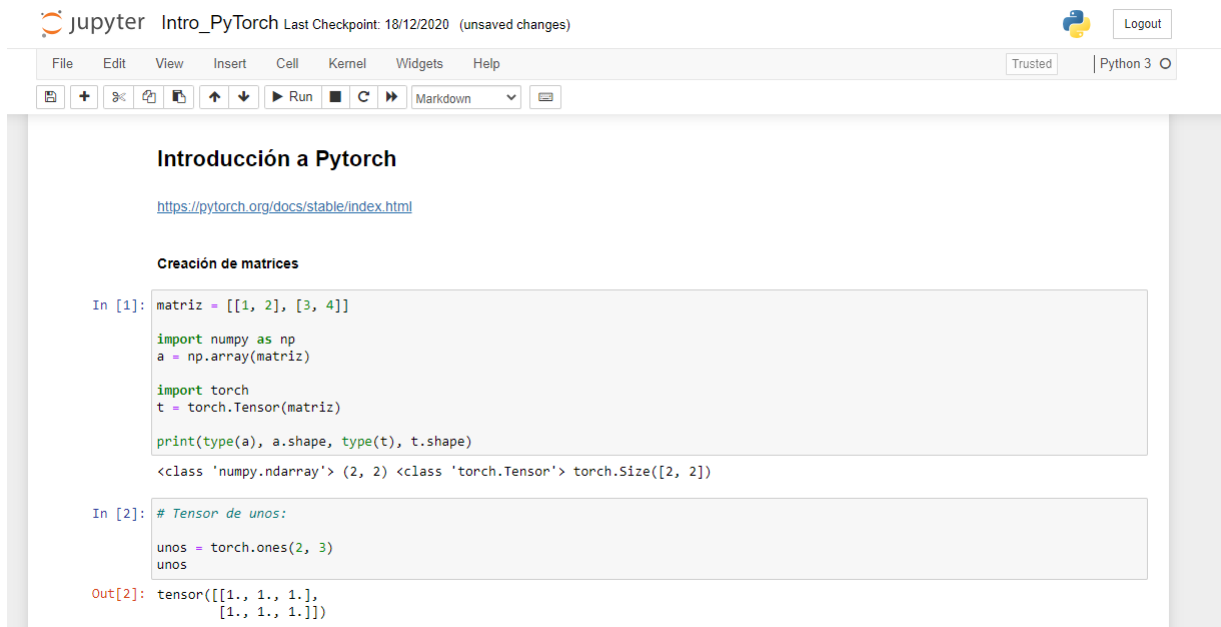 jupyter Intro_PyTorch Last Checkpoint: 18/12/2020 (unsaved changes) Logout
File Edit View Insert Cell Kernel Widgets Help Trusted Python 3
Run Markdown
Introducción a Pytorch
https://pytorch.org/docs/stable/index.html
Creación de matrices
In [1]: matriz = [[1, 2], [3, 4]]
import numpy as np
a = np.array(matriz)
import torch
t = torch.Tensor(matriz)
print(type(a), a.shape, type(t), t.shape)
<class 'numpy.ndarray'> (2, 2) <class 'torch.Tensor'> torch.Size([2, 2])
In [2]: # Tensor de unos:
unos = torch.ones(2, 3)
unos
Out[2]: tensor([[1., 1., 1.],
[1., 1., 1.]])